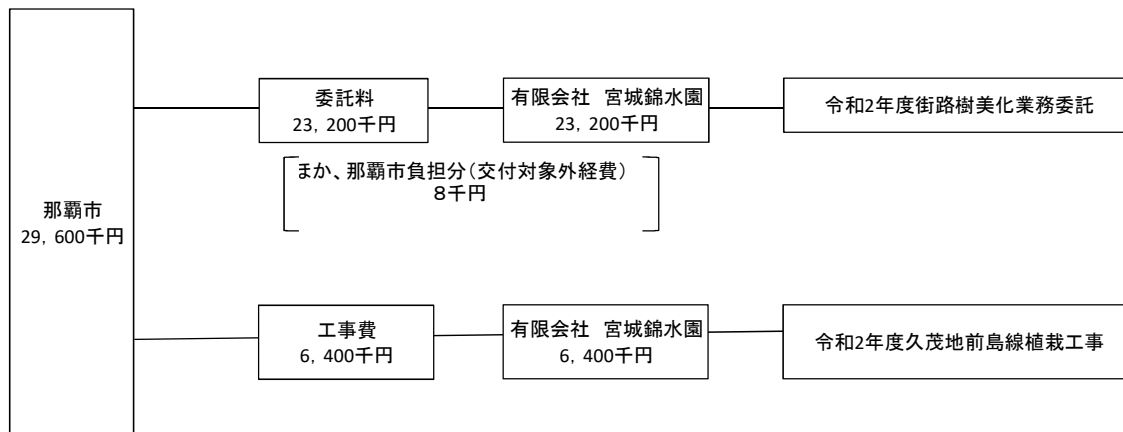 那覇市
29，600千円
委託料
23，200千円
有限会社　宮城錦水園
23，200千円
令和2年度街路樹美化業務委託
ほか、那覇市負担分（交付対象外経費）
8千円
工事費
6，400千円
有限会社　宮城錦水園
6，400千円
令和2年度久茂地前島線植栽工事